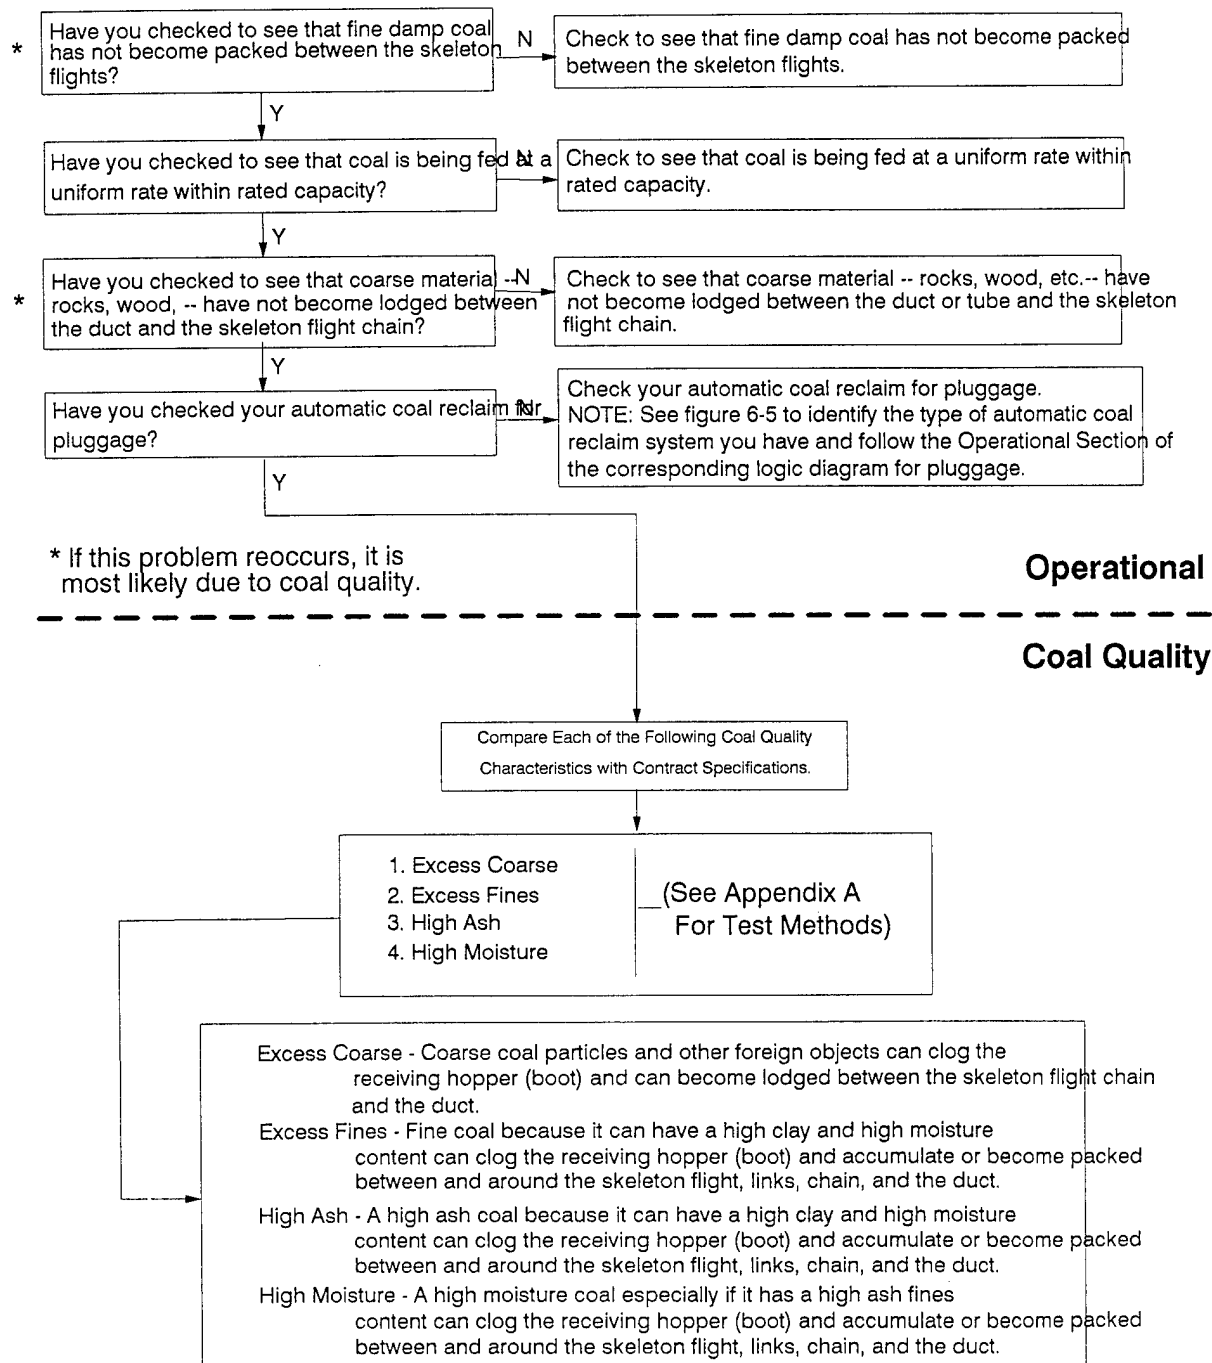 * Have you checked to see that fine damp coal
has not become packed between the skeleton
flights?
N
Check to see that fine damp coal has not become packed
between the skeleton flights.
Y
Have you checked to see that coal is being fed at a
uniform rate within rated capacity?
N
Check to see that coal is being fed at a uniform rate within
rated capacity.
Y
* Have you checked to see that coarse material --
rocks, wood, -- have not become lodged between
the duct and the skeleton flight chain?
N
Check to see that coarse material -- rocks, wood, etc.-- have
not become lodged between the duct or tube and the skeleton
flight chain.
Y
Have you checked your automatic coal reclaim for
pluggage?
N
Check your automatic coal reclaim for pluggage.
NOTE: See figure 6-5 to identify the type of automatic coal
reclaim system you have and follow the Operational Section of
the corresponding logic diagram for pluggage.
Y
* If this problem reoccurs, it is
most likely due to coal quality.
Operational
Coal Quality
Compare Each of the Following Coal Quality
Characteristics with Contract Specifications.
1. Excess Coarse
2. Excess Fines
3. High Ash
4. High Moisture
(See Appendix A
For Test Methods)
Excess Coarse - Coarse coal particles and other foreign objects can clog the
receiving hopper (boot) and can become lodged between the skeleton flight chain
and the duct.
Excess Fines - Fine coal because it can have a high clay and high moisture
content can clog the receiving hopper (boot) and accumulate or become packed
between and around the skeleton flight, links, chain, and the duct.
High Ash - A high ash coal because it can have a high clay and high moisture
content can clog the receiving hopper (boot) and accumulate or become packed
between and around the skeleton flight, links, chain, and the duct.
High Moisture - A high moisture coal especially if it has a high ash fines
content can clog the receiving hopper (boot) and accumulate or become packed
between and around the skeleton flight, links, chain, and the duct.